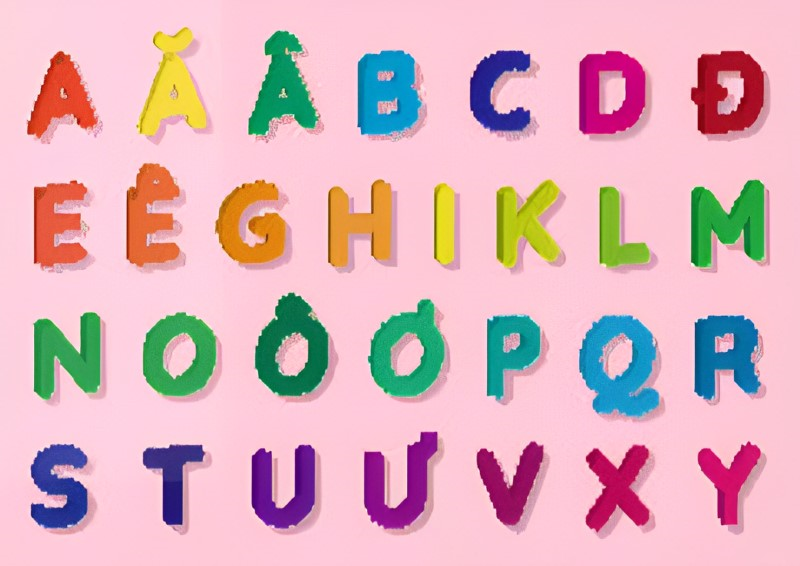 A Ă Â B C D Đ
E Ê G H I K L M
N O Ô Ơ P Q R
S T U Ư V X Y